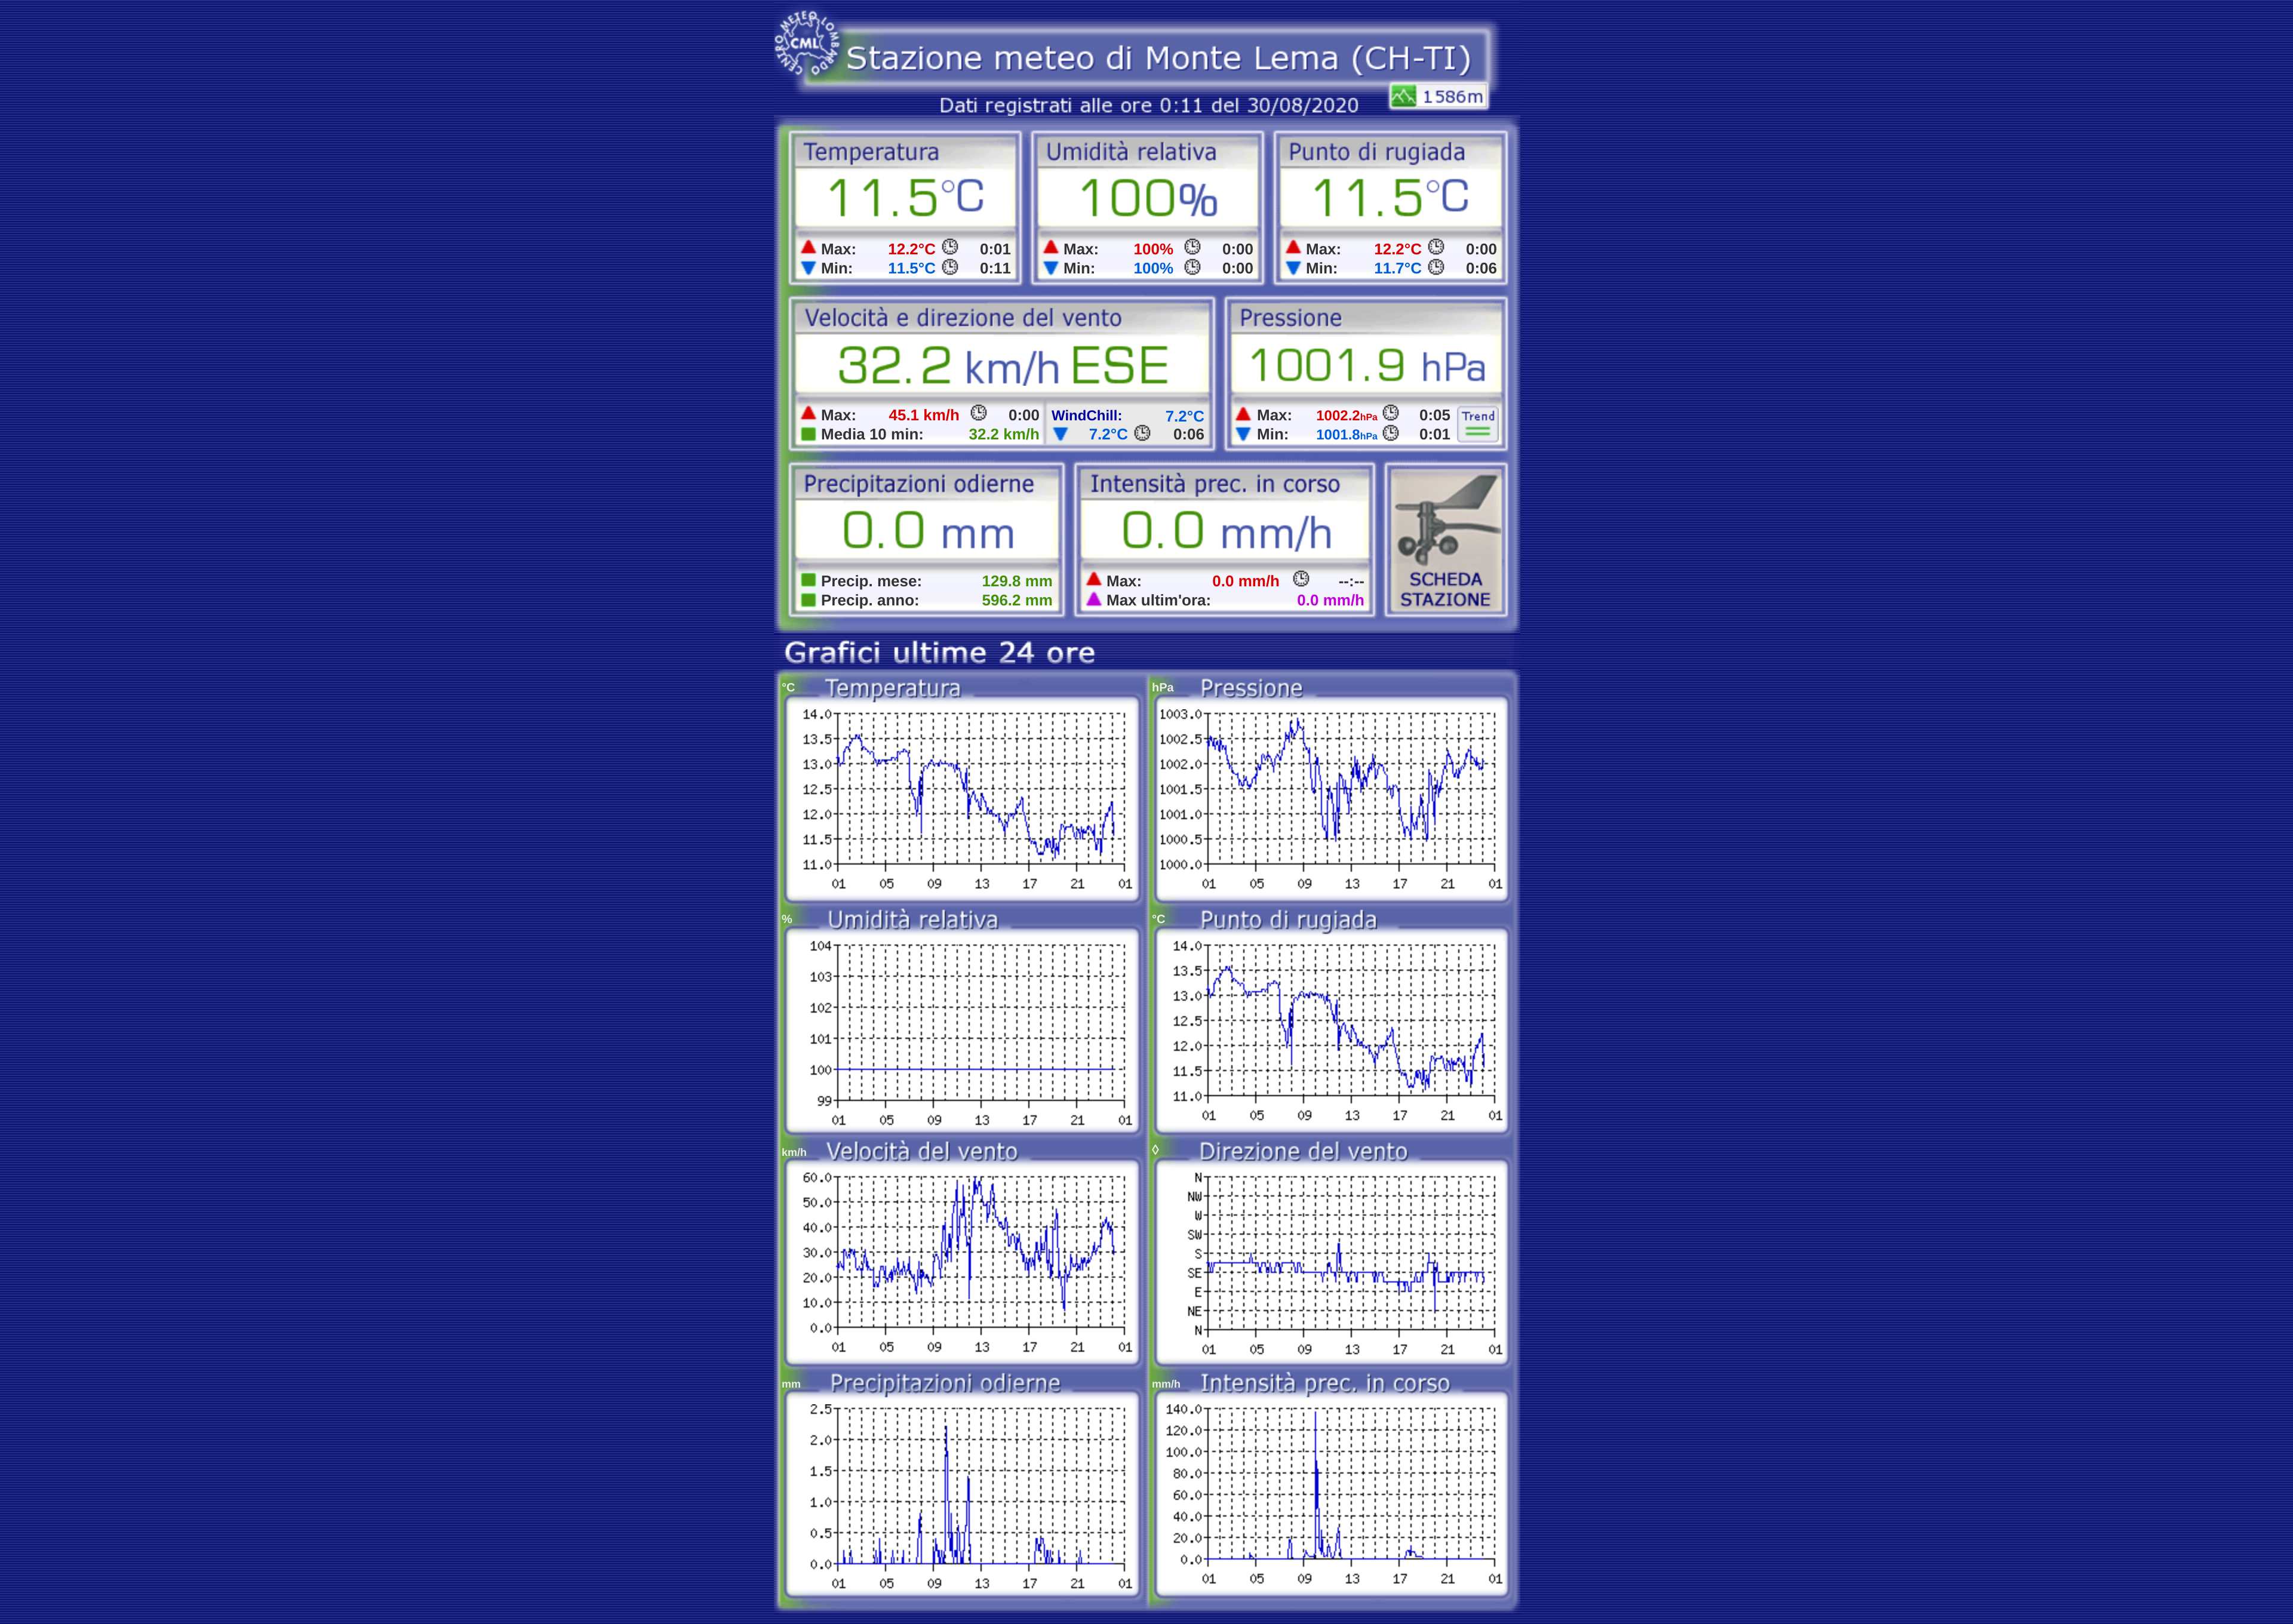 CENTRO METEO LOMBARDO
CML
Stazione meteo di Monte Lema (CH-TI)
1586m
Dati registrati alle ore 0:11 del 30/08/2020
Temperatura
11.5°C
Max: 12.2°C 0:01
Min: 11.5°C 0:11
Umidità relativa
100%
Max: 100% 0:00
Min: 100% 0:00
Punto di rugiada
11.5°C
Max: 12.2°C 0:00
Min: 11.7°C 0:06
Velocità e direzione del vento
32.2 km/h ESE
Max: 45.1 km/h 0:00
Media 10 min: 32.2 km/h
WindChill: 7.2°C
7.2°C 0:06
Pressione
1001.9 hPa
Max: 1002.2hPa 0:05
Min: 1001.8hPa 0:01
Trend
Precipitazioni odierne
0.0 mm
Precip. mese: 129.8 mm
Precip. anno: 596.2 mm
Intensità prec. in corso
0.0 mm/h
Max: 0.0 mm/h --:--
Max ultim'ora: 0.0 mm/h
SCHEDA
STAZIONE
Grafici ultime 24 ore
°C Temperatura
14.0
13.5
13.0
12.5
12.0
11.5
11.0
01 05 09 13 17 21 01
hPa Pressione
1003.0
1002.5
1002.0
1001.5
1001.0
1000.5
1000.0
01 05 09 13 17 21 01
% Umidità relativa
104
103
102
101
100
99
01 05 09 13 17 21 01
°C Punto di rugiada
14.0
13.5
13.0
12.5
12.0
11.5
11.0
01 05 09 13 17 21 01
km/h Velocità del vento
60.0
50.0
40.0
30.0
20.0
10.0
0.0
01 05 09 13 17 21 01
◊ Direzione del vento
N
NW
W
SW
S
SE
E
NE
N
01 05 09 13 17 21 01
mm Precipitazioni odierne
2.5
2.0
1.5
1.0
0.5
0.0
01 05 09 13 17 21 01
mm/h Intensità prec. in corso
140.0
120.0
100.0
80.0
60.0
40.0
20.0
0.0
01 05 09 13 17 21 01